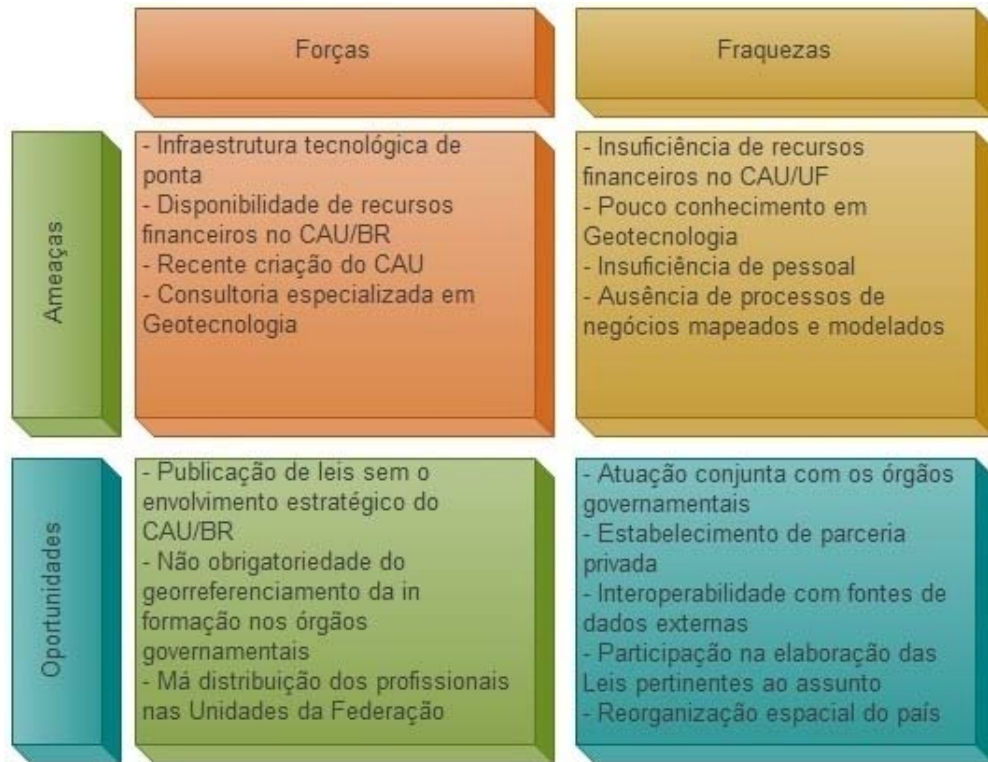 Forças
Fraquezas
Ameaças
- Infraestrutura tecnológica de
ponta
- Disponibilidade de recursos
financeiros no CAU/BR
- Recente criação do CAU
- Consultoria especializada em
Geotecnologia
- Insuficiência de recursos
financeiros no CAU/UF
- Pouco conhecimento em
Geotecnologia
- Insuficiência de pessoal
- Ausência de processos de
negócios mapeados e modelados
Oportunidades
- Publicação de leis sem o
envolvimento estratégico do
CAU/BR
- Não obrigatoriedade do
georreferenciamento da in
formação nos órgãos
governamentais
- Má distribuição dos profissionais
nas Unidades da Federação
- Atuação conjunta com os órgãos
governamentais
- Estabelecimento de parceria
privada
- Interoperabilidade com fontes de
dados externas
- Participação na elaboração das
Leis pertinentes ao assunto
- Reorganização espacial do país